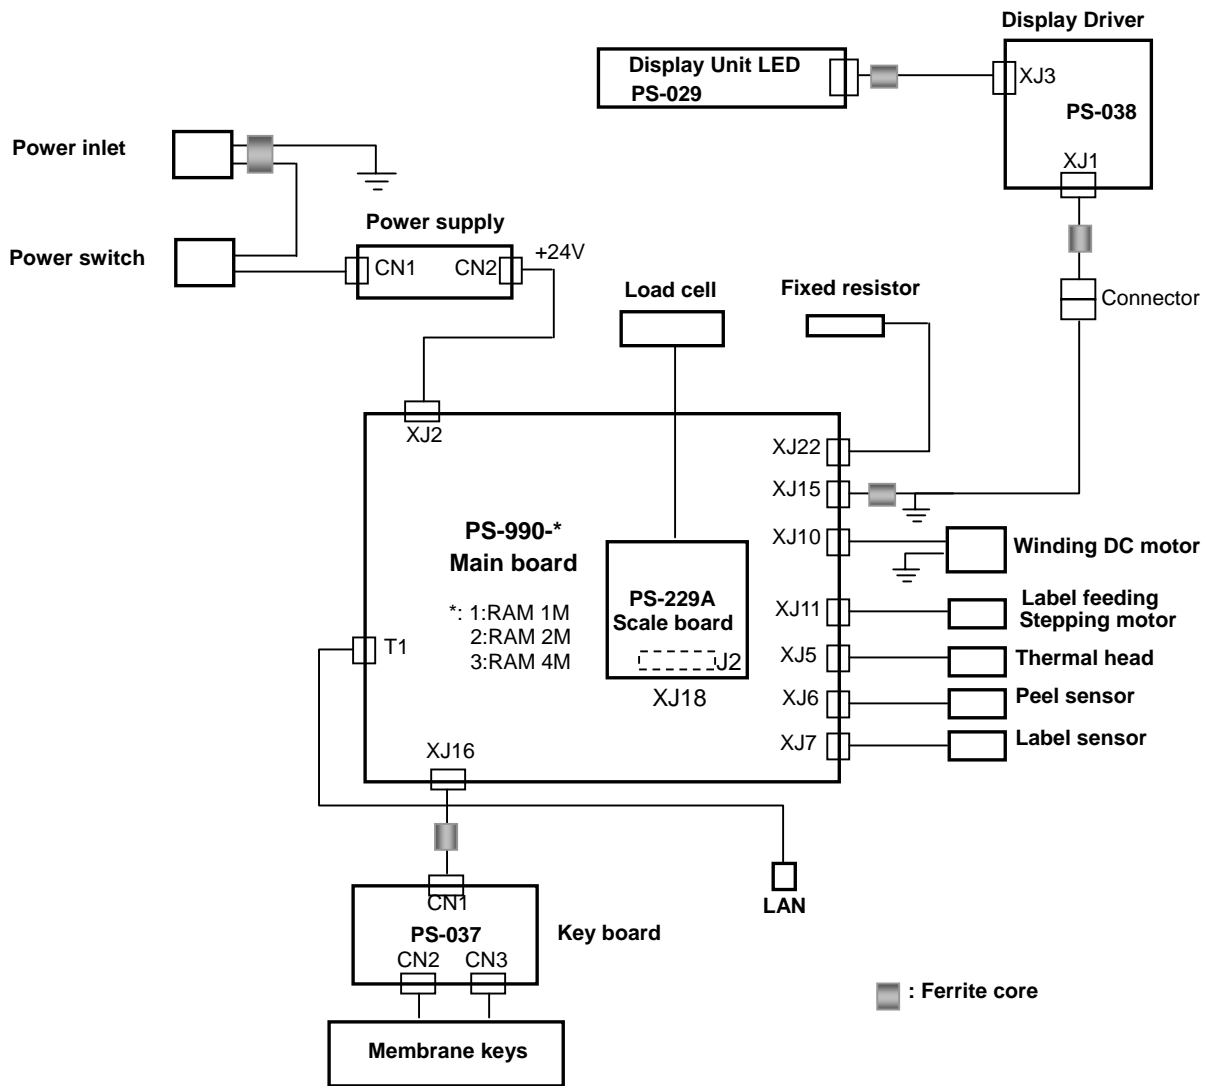 Display Driver
Display Unit LED
PS-029
XJ3
PS-038
XJ1
Power inlet
Power supply
Power switch
CN1
CN2
+24V
Load cell
Fixed resistor
Connector
XJ2
XJ22
XJ15
PS-990-*
Main board
XJ10
Winding DC motor
*: 1:RAM 1M
2:RAM 2M
3:RAM 4M
PS-229A
Scale board
J2
XJ18
XJ11
Label feeding
Stepping motor
T1
XJ5
Thermal head
XJ6
Peel sensor
XJ7
Label sensor
XJ16
LAN
CN1
PS-037
Key board
CN2
CN3
: Ferrite core
Membrane keys